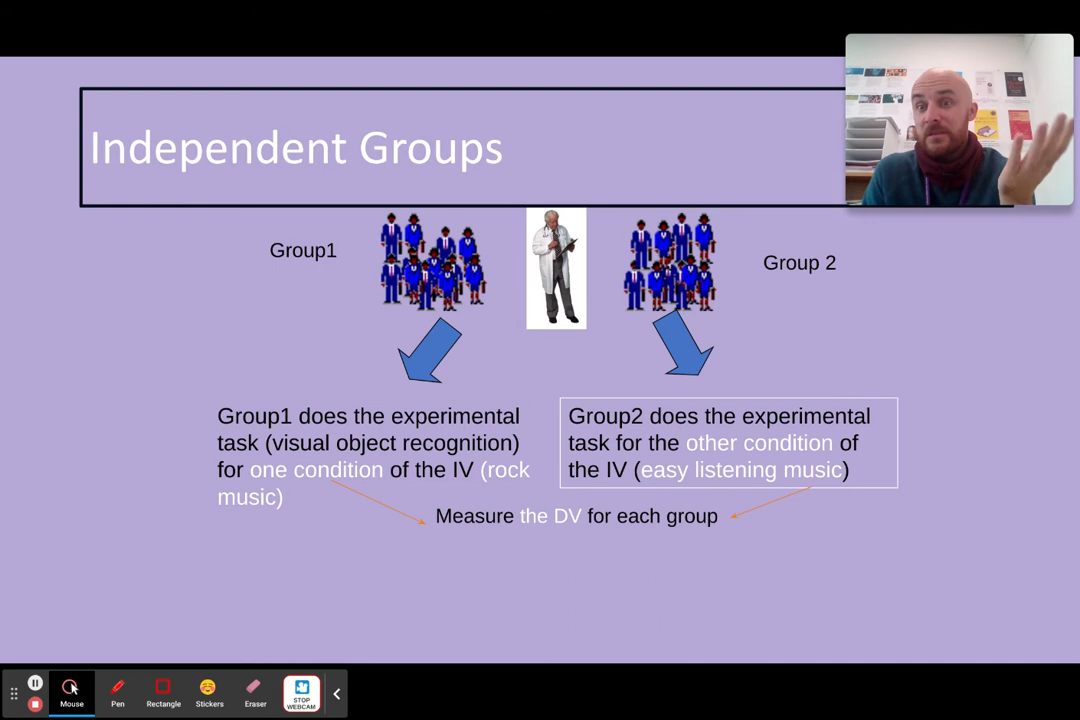 Independent Groups
Group1
Group 2
Group1 does the experimental
task (visual object recognition)
for one condition of the IV (rock
music)
Group2 does the experimental
task for the other condition of
the IV (easy listening music)
Measure the DV for each group
Mouse
Pen
Rectangle
Stickers
Eraser
STOP
WEBCAM